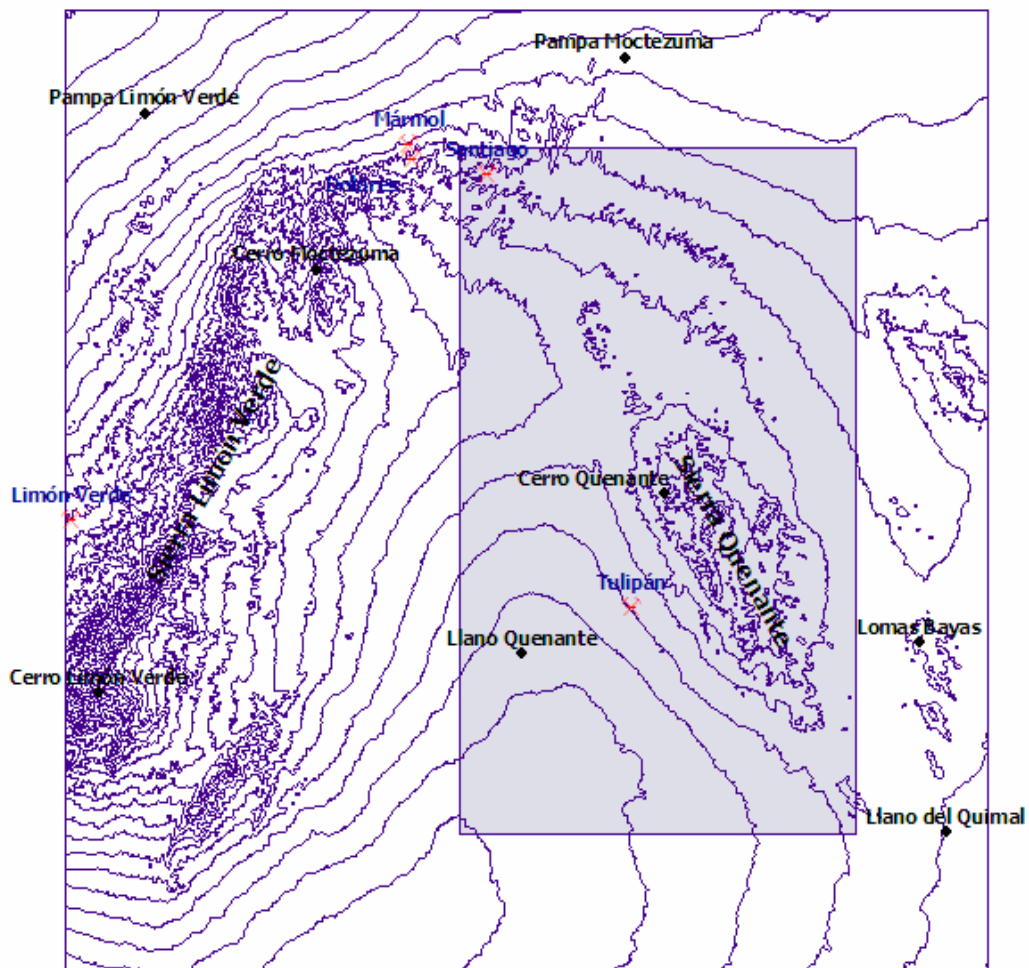 Pampa Moctezuma
Pampa Limón Verde
Mármol
Santiago
Dolores
Cerro Moctezuma
Sierra Limón Verde
Limón Verde
Cerro Quenante
Sierra Quenante
Tulipán
Llano Quenante
Lomas Bayas
Cerro Limón Verde
Llano del Quimal